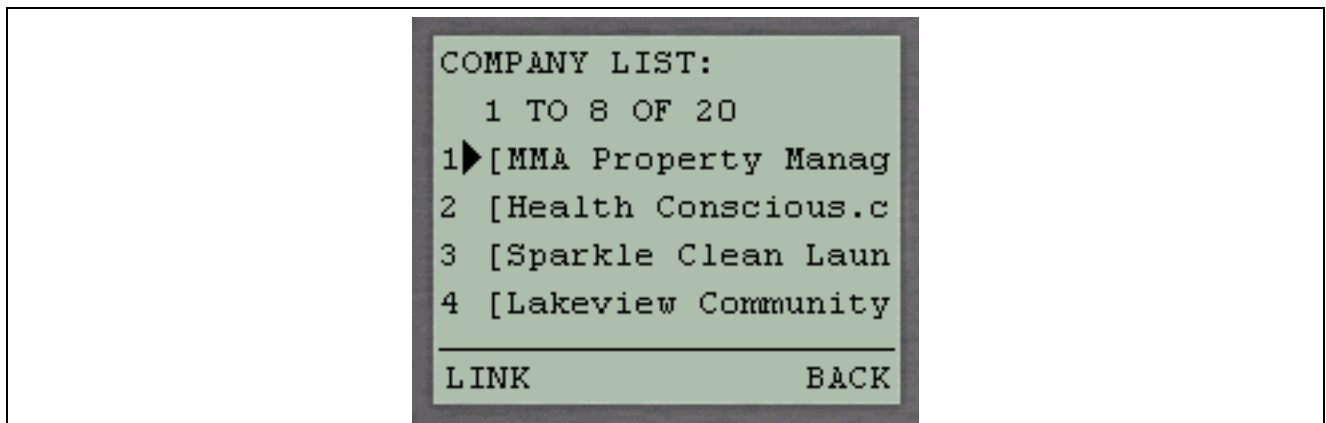 COMPANY LIST:
1 TO 8 OF 20
1▶[MMA Property Manag
2 [Health Conscious.c
3 [Sparkle Clean Laun
4 [Lakeview Community
LINK BACK